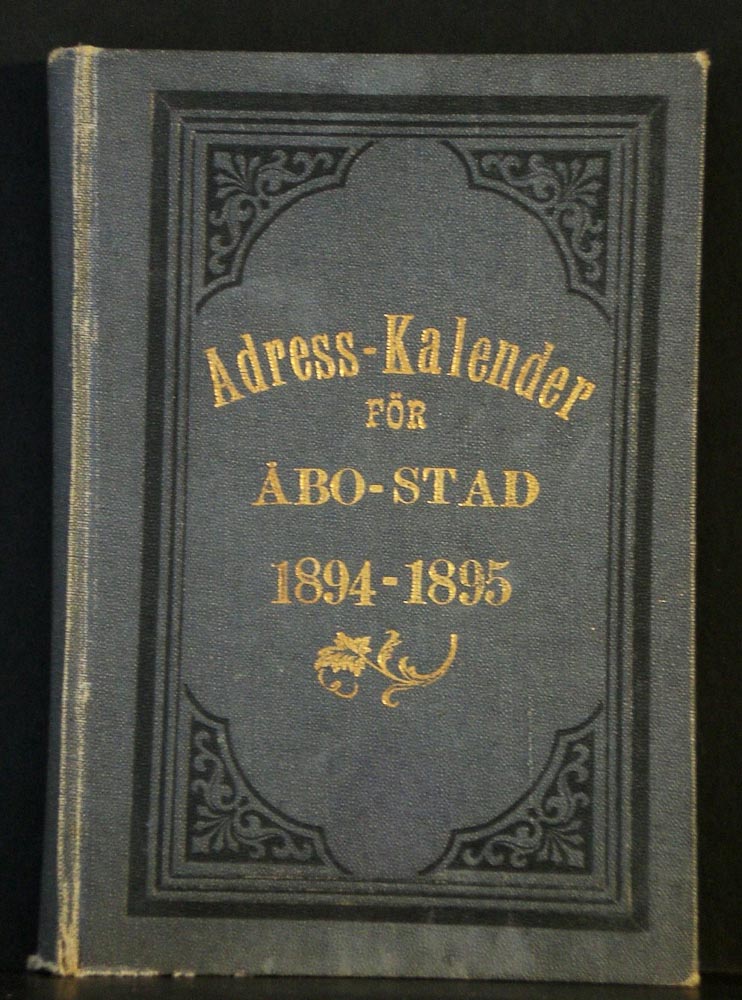 Adress-Kalender
FÖR
ÅBO-STAD
1894-1895